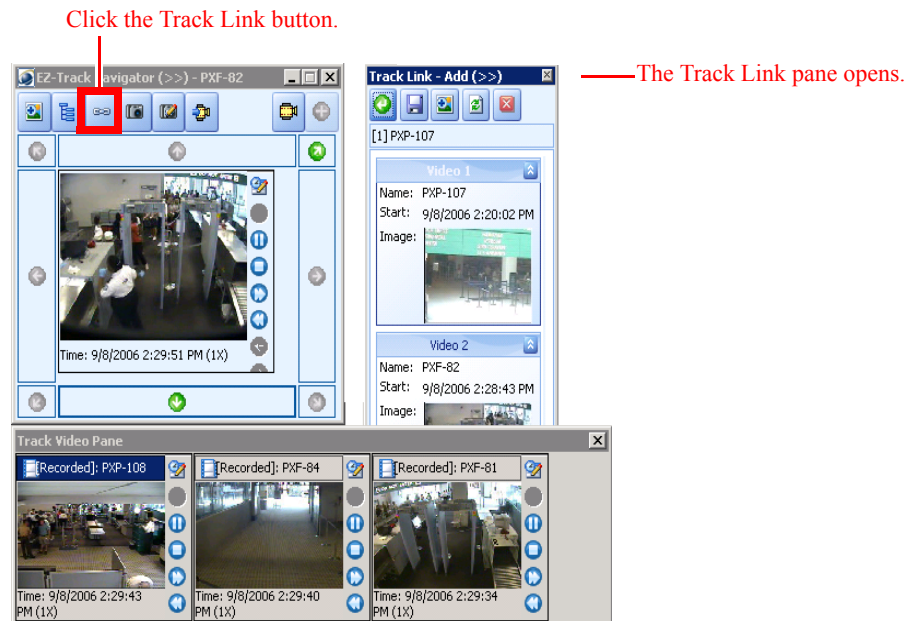 Click the Track Link button.
EZ-Track Navigator (>>) - PXF-82
Track Link - Add (>>)
The Track Link pane opens.
[1] PXP-107
Video 1
Name: PXP-107
Start: 9/8/2006 2:20:02 PM
Image:
Time: 9/8/2006 2:29:51 PM (1X)
Video 2
Name: PXF-82
Start: 9/8/2006 2:28:43 PM
Image:
Track Video Pane
[Recorded]: PXP-108
[Recorded]: PXF-84
[Recorded]: PXF-81
Time: 9/8/2006 2:29:43
PM (1X)
Time: 9/8/2006 2:29:40
PM (1X)
Time: 9/8/2006 2:29:34
PM (1X)